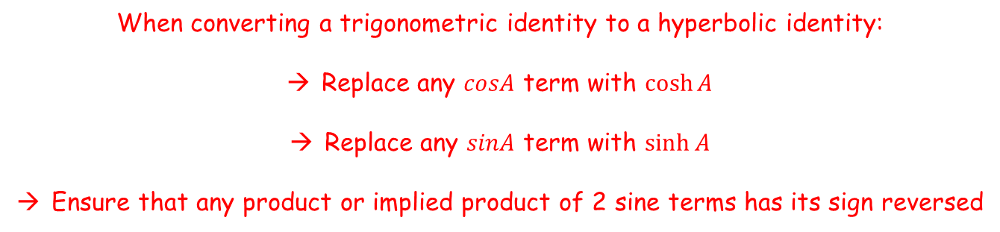 When converting a trigonometric identity to a hyperbolic identity:
→ Replace any cosA term with cosh A
→ Replace any sinA term with sinh A
→ Ensure that any product or implied product of 2 sine terms has its sign reversed